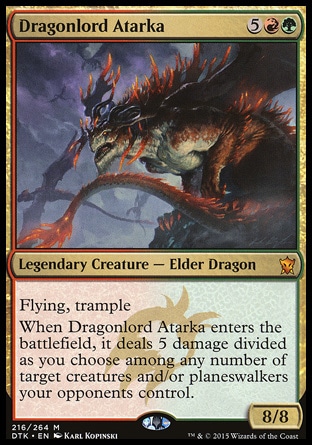 Dragonlord Atarka 5
Legendary Creature — Elder Dragon
Flying, trample
When Dragonlord Atarka enters the
battlefield, it deals 5 damage divided
as you choose among any number of
target creatures and/or planeswalkers
your opponents control.
8/8
216/264 M
DTK • EN Karl Kopinski ™ & © 2015 Wizards of the Coast